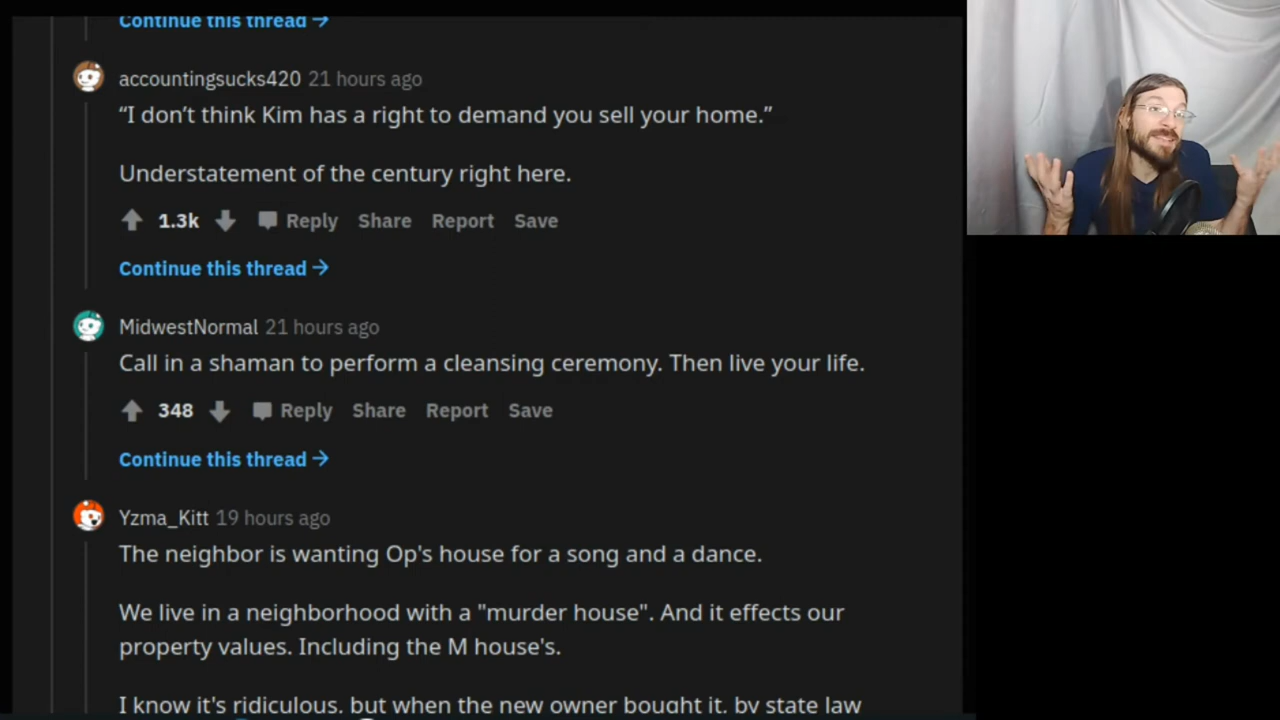 Continue this thread →
accountingsucks420 21 hours ago
“I don’t think Kim has a right to demand you sell your home.”
Understatement of the century right here.
1.3k Reply Share Report Save
Continue this thread →
MidwestNormal 21 hours ago
Call in a shaman to perform a cleansing ceremony. Then live your life.
348 Reply Share Report Save
Continue this thread →
Yzma_Kitt 19 hours ago
The neighbor is wanting Op's house for a song and a dance.
We live in a neighborhood with a "murder house". And it effects our
property values. Including the M house's.
I know it's ridiculous, but when the new owner bought it, by state law